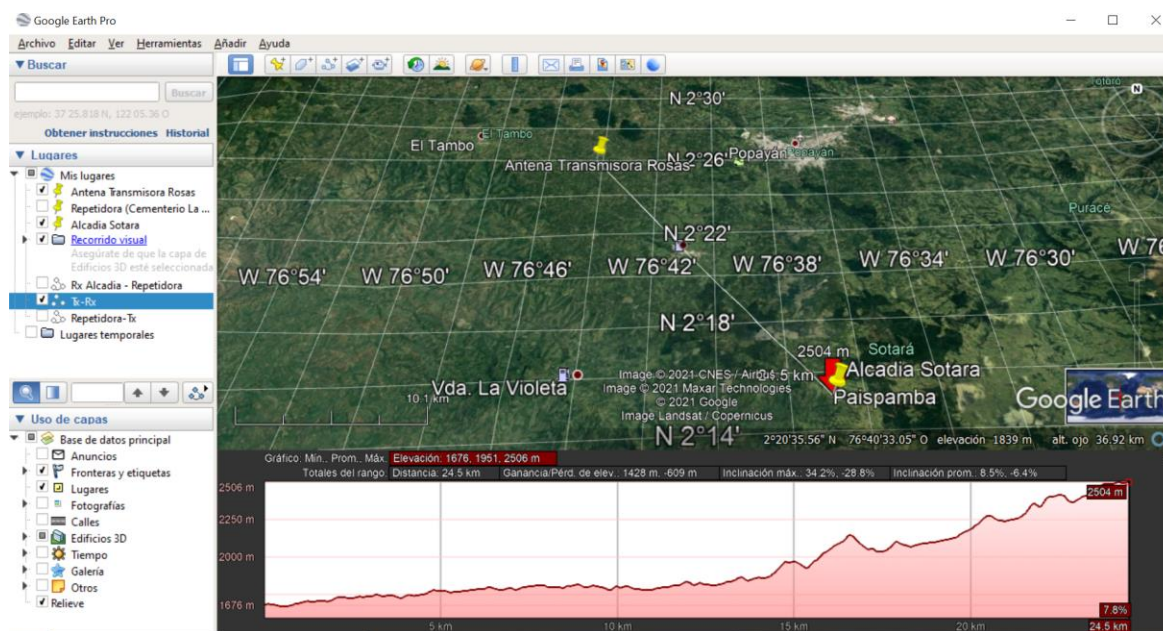 Google Earth Pro
Archivo Editar Ver Herramientas Añadir Ayuda
Buscar
Buscar
ejemplo: 37 25.818 N, 122 05.36 O
Obtener instrucciones Historial
Lugares
Mis lugares
Antena Transmisora Rosas
Repetidora (Cementerio La ...
Alcadia Sotara
Recorrido visual
Asegúrate de que la capa de
Edificios 3D esté seleccionada
Rx Alcadia - Repetidora
Tx-Rx
Repetidora-Tx
Lugares temporales
Uso de capas
Base de datos principal
Anuncios
Fronteras y etiquetas
Lugares
Fotografías
Calles
Edificios 3D
Tiempo
Galería
Otros
Relieve
Totoró
N
N 2°30'
El Tambo
El Tambo
Antena Transmisora Rosas
N 2°26'
Popayán
Popayán
Puracé
N 2°22'
W 76°54' W 76°50' W 76°46' W 76°42' W 76°38' W 76°34' W 76°30' W 76
N 2°18'
2504 m
Sotará
Alcadia Sotara
Paispamba
Vda. La Violeta
10.1 km
Image © 2021 CNES / Airbus 5 km
Image © 2021 Maxar Technologies
© 2021 Google
Image Landsat / Copernicus
Google Earth
N 2°14'
2°20'35.56" N 76°40'33.05" O elevación 1839 m alt. ojo 36.92 km
Gráfico: Mín., Prom., Máx. Elevación: 1676, 1951, 2506 m
Totales del rango: Distancia: 24.5 km Ganancia/Pérd. de elev.: 1428 m, -609 m Inclinación máx.: 34.2%, -28.8% Inclinación prom.: 8.5%, -6.4%
2506 m
2504 m
2250 m
2000 m
1676 m
7.8%
5 km 10 km 15 km 20 km 24.5 km